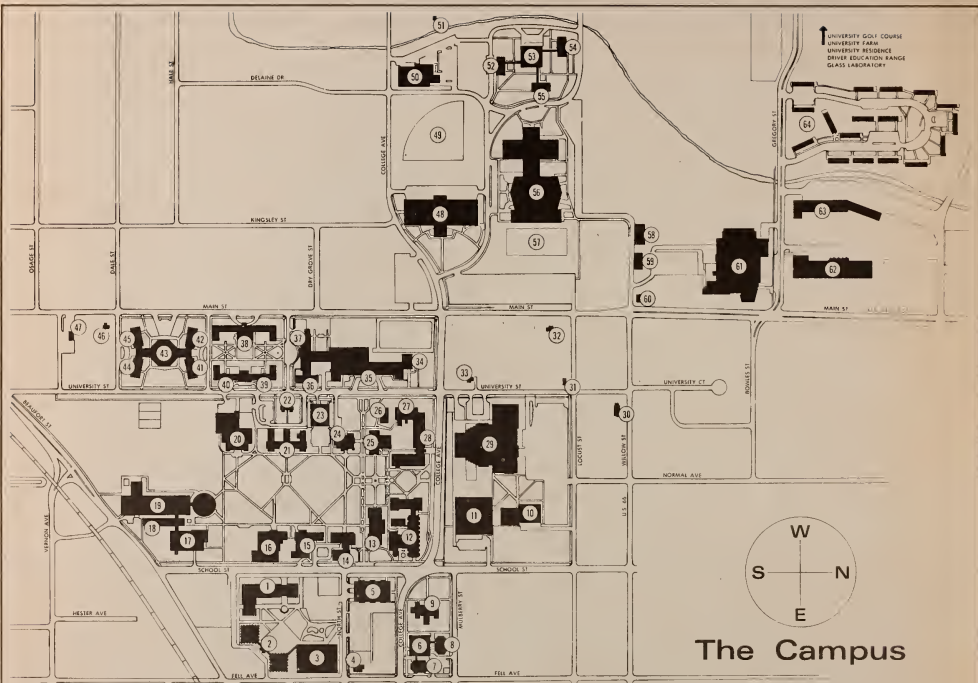 51
↑ UNIVERSITY GOLF COURSE
UNIVERSITY FARM
UNIVERSITY RESIDENCE
DRIVER EDUCATION RANGE
GLASS LABORATORY
54
53
52
50
55
DELAINE DR.
HALE ST
GREGORY ST
64
49
COLLEGE AVE
56
48
63
KINGSLEY ST
58
57
59
61
62
OSAGE ST
DALE ST
DRY GROVE ST
60
MAIN ST
MAIN ST
MAIN ST
47
46
45
43
42
38
37
32
44
41
34
35
40
39
36
33
31
UNIVERSITY ST
UNIVERSITY ST
UNIVERSITY CT
BOWLES ST
BEAUFORT ST
22
23
26
27
30
20
21
24
25
28
29
COLLEGE AVE
LOCUST ST
WILLOW ST
NORMAL AVE
19
18
17
16
15
14
13
12
11
10
U.S. 66
VERNON AVE
SCHOOL ST
SCHOOL ST
W
S
N
E
1
5
9
HESTER AVE
NORTH ST
COLLEGE AVE
MULBERRY ST
2
3
4
6
8
7
FELL AVE
FELL AVE
The Campus